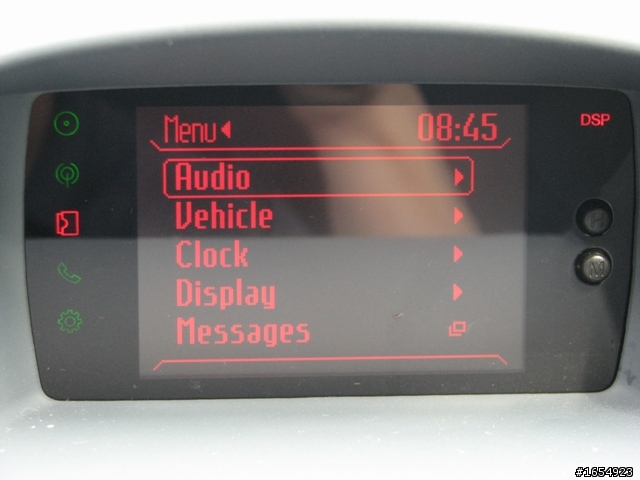 Menu 08:45
DSP
Audio
Vehicle
Clock
Display
Messages
#1654923